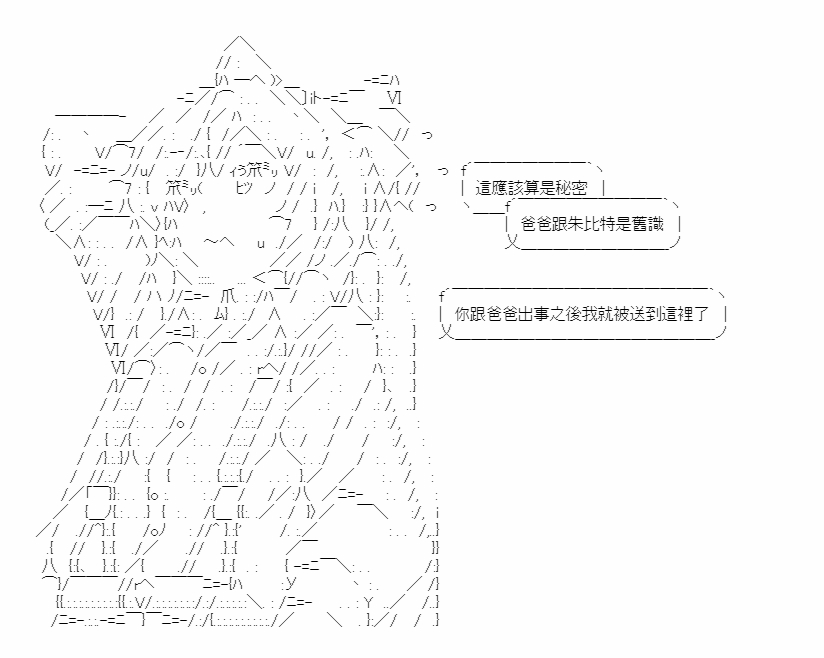 這應該算是秘密
爸爸跟朱比特是舊識
你跟爸爸出事之後我就被送到這裡了